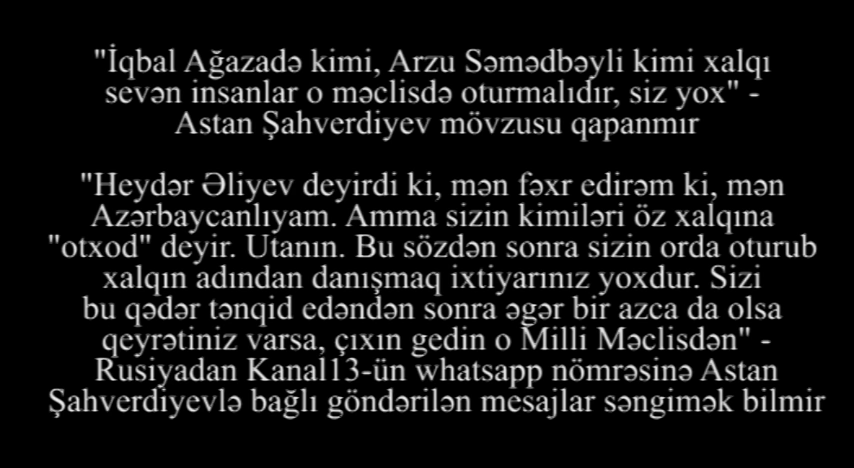 "İqbal Ağazadə kimi, Arzu Səmədbəyli kimi xalqı
sevən insanlar o məclisdə oturmalıdır, siz yox" -
Astan Şahverdiyev mövzusu qapanmır
"Heydər Əliyev deyirdi ki, mən fəxr edirəm ki, mən
Azərbaycanlıyam. Amma sizin kimiləri öz xalqına
"otxod" deyir. Utanın. Bu sözdən sonra sizin orda oturub
xalqın adından danışmaq ixtiyarınız yoxdur. Sizi
bu qədər tənqid edəndən sonra əgər bir azca da olsa
qeyrətiniz varsa, çıxın gedin o Milli Məclisdən" -
Rusiyadan Kanal13-ün whatsapp nömrəsinə Astan
Şahverdiyevlə bağlı göndərilən mesajlar səngimək bilmir